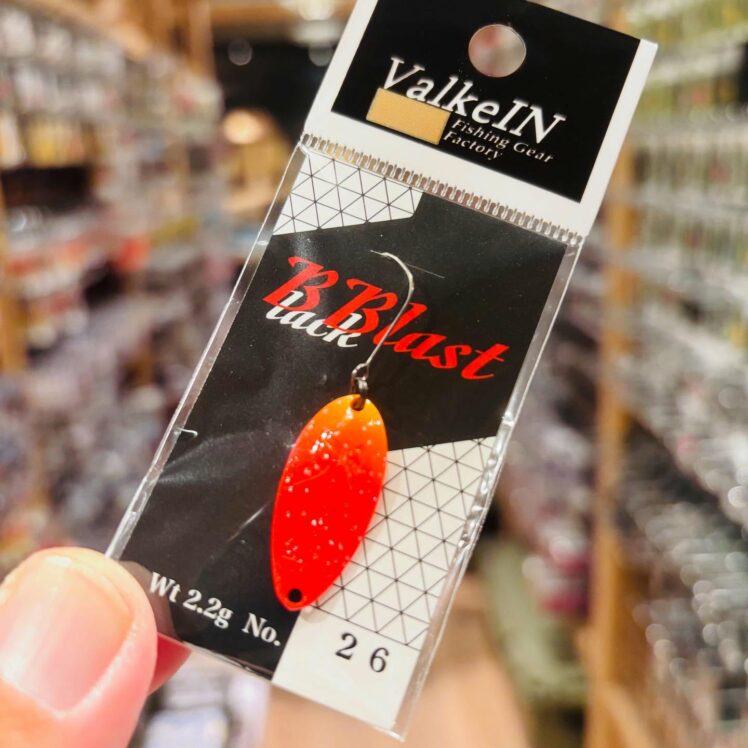 ValkeIN
Fishing Gear
Factory
Black Blast
Wt 2.2g No.
26